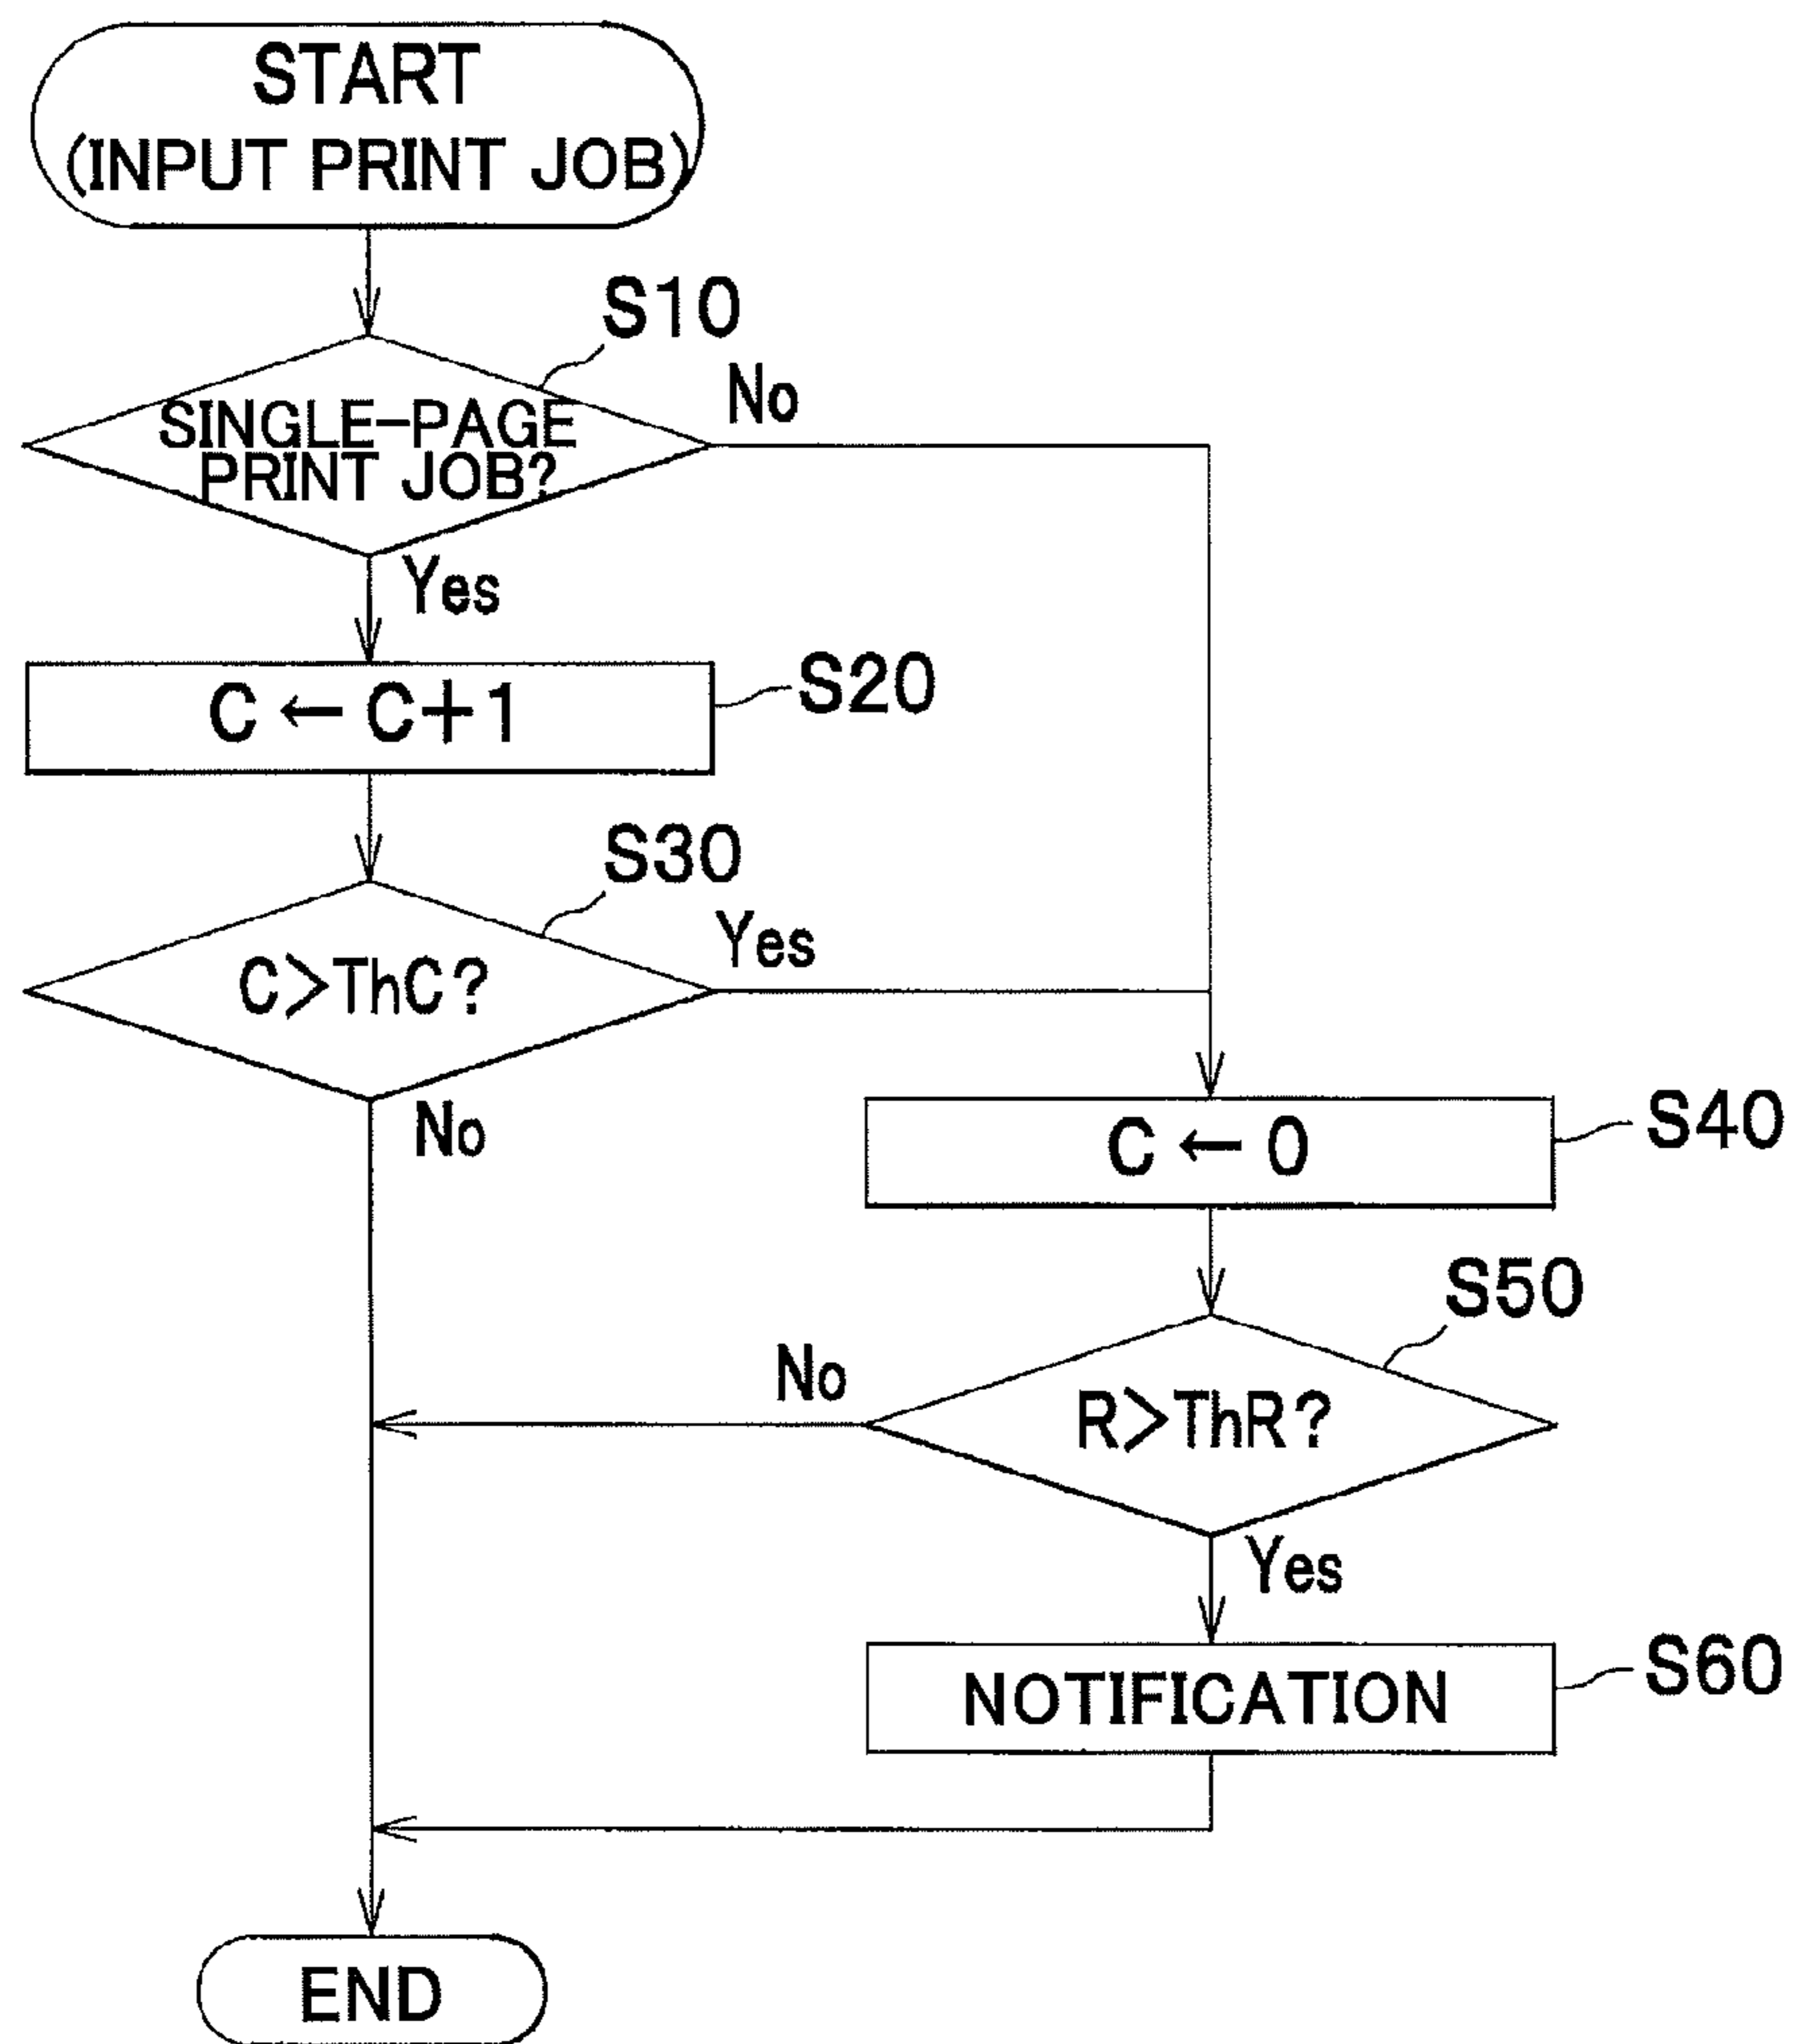 START
(INPUT PRINT JOB)
S10
No
SINGLE-PAGE
PRINT JOB?
Yes
S20
C ← C+1
S30
Yes
C>ThC?
No
S40
C ← 0
S50
No
R>ThR?
Yes
S60
NOTIFICATION
END